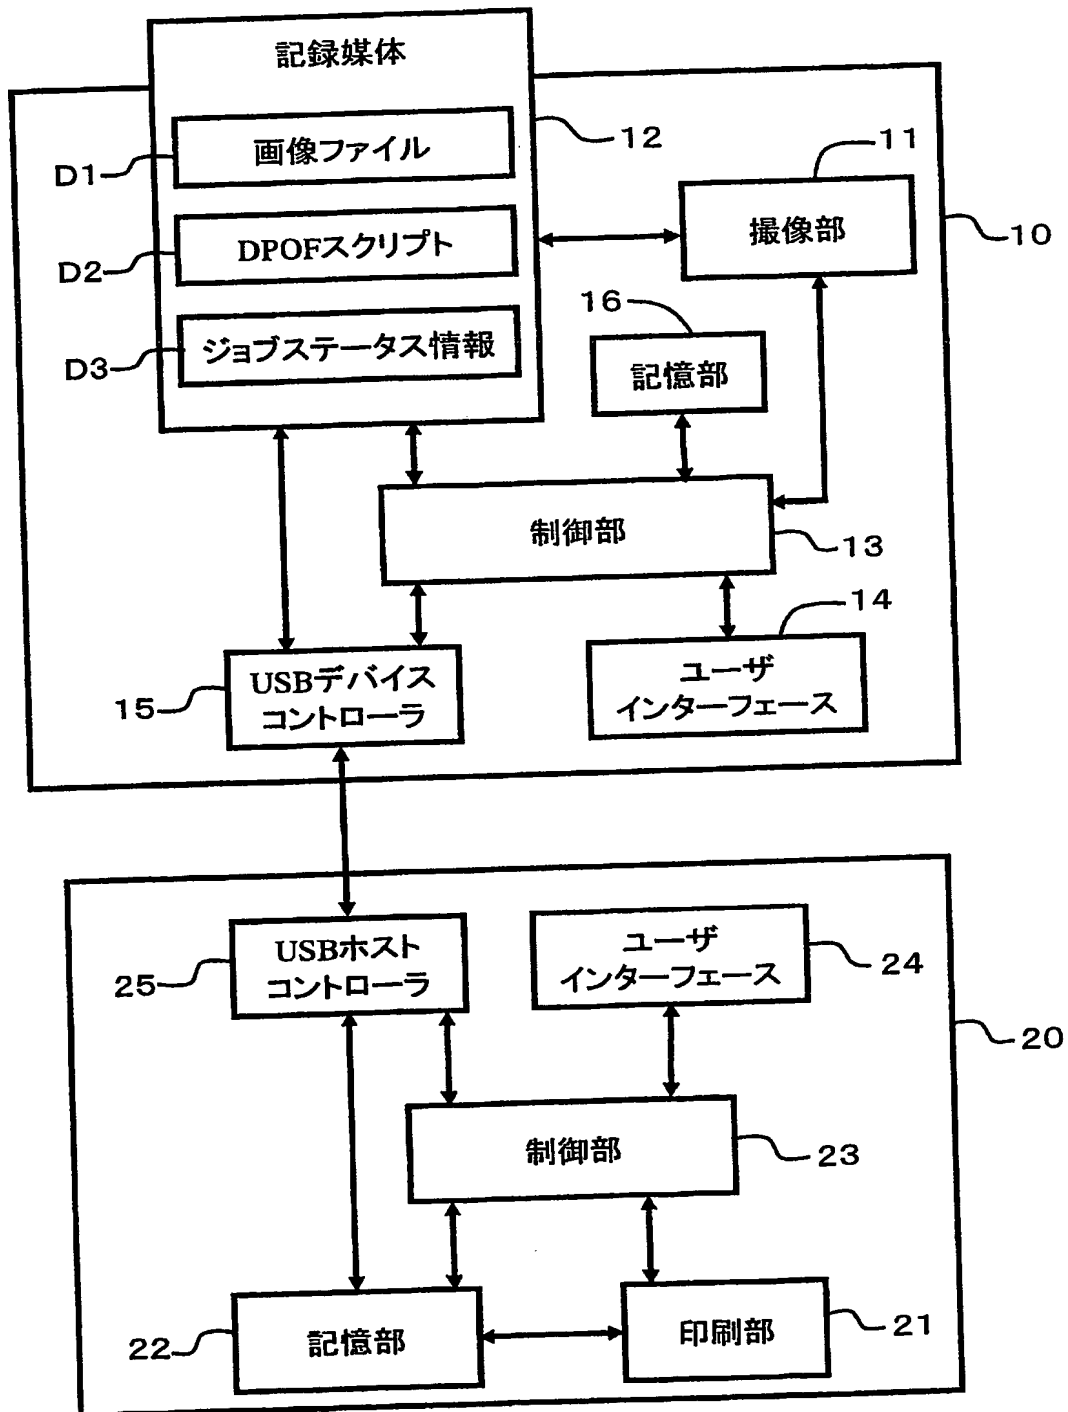 記録媒体
画像ファイル
D1
12
11
DPOFスクリプト
D2
撮像部
10
ジョブステータス情報
D3
16
記憶部
制御部
13
14
USBデバイス
コントローラ
15
ユーザ
インターフェース
USBホスト
コントローラ
25
ユーザ
インターフェース
24
20
制御部
23
記憶部
22
印刷部
21